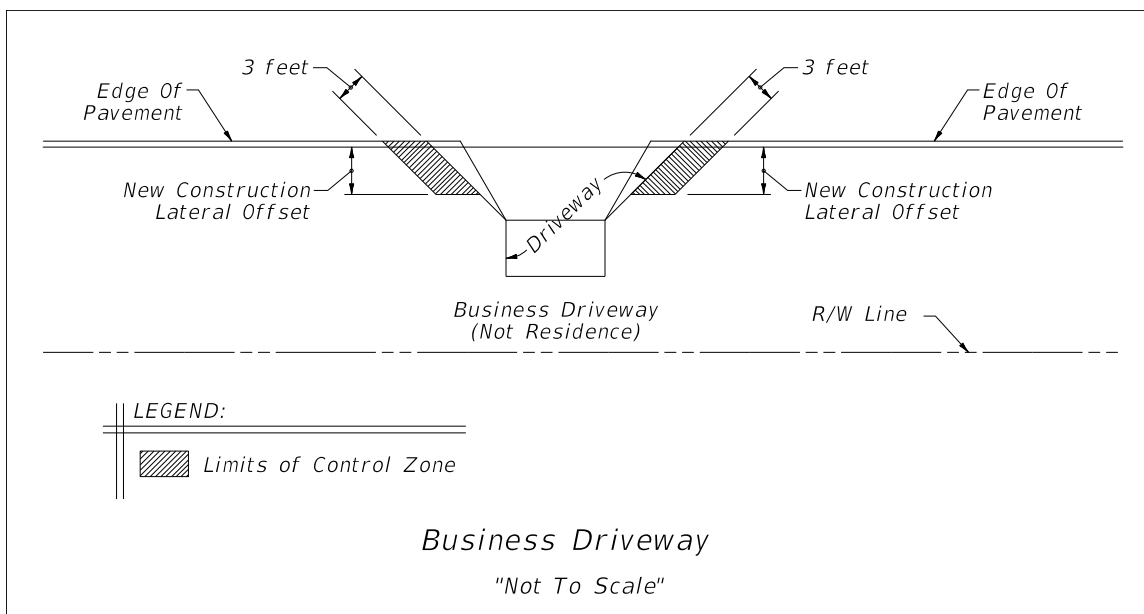 3 feet
3 feet
Edge Of
Pavement
Edge Of
Pavement
New Construction
Lateral Offset
Driveway
New Construction
Lateral Offset
Business Driveway
(Not Residence)
R/W Line
LEGEND:
Limits of Control Zone
Business Driveway
"Not To Scale"